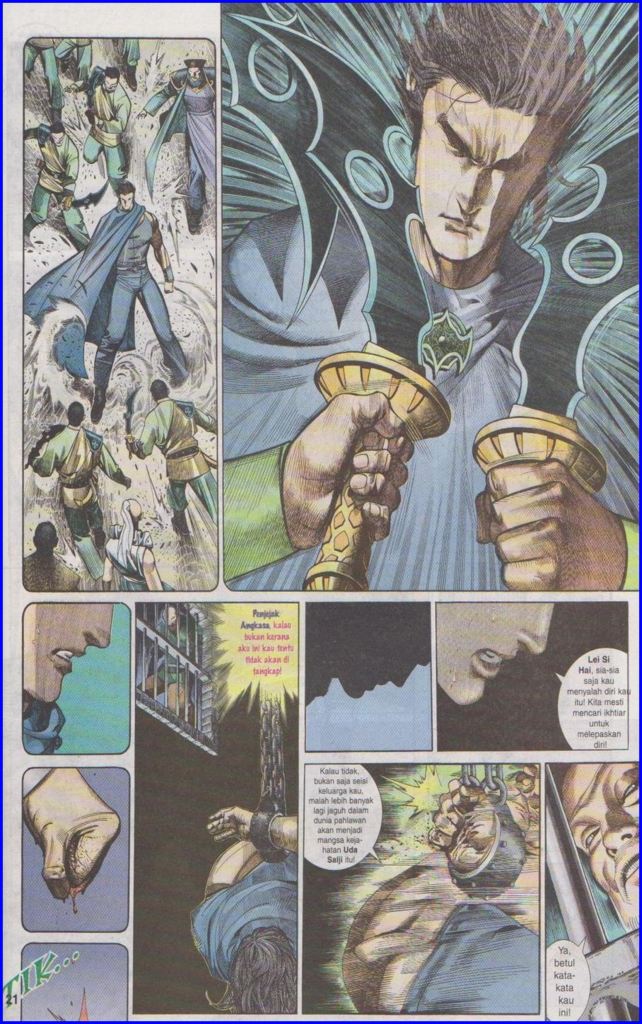 Penjejak
Angkasa, kalau
bukan kerana
aku ini kau tentu
tidak akan di
tangkap!
Lei Si
Hai, sia-sia
saja kau
menyalah diri kau
itu! Kita mesti
mencari ikhtiar
untuk
melepaskan
diri!
Kalau tidak,
bukan saja seisi
keluarga kau,
malah lebih banyak
lagi jaguh dalam
dunia pahlawan
akan menjadi
mangsa keja-
hatan Uda
Salji itu!
Ya,
betul
kata-
kata
kau
ini!
TIK...
21